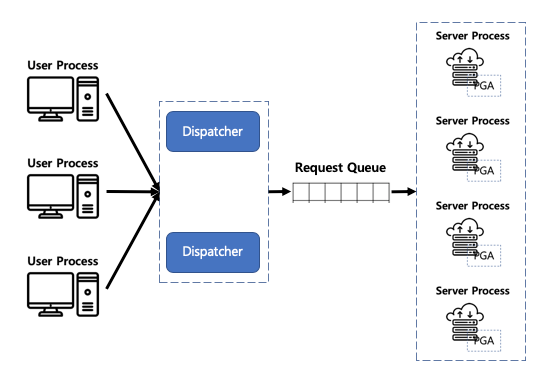 User Process
User Process
User Process
Dispatcher
Dispatcher
Request Queue
Server Process
PGA
Server Process
PGA
Server Process
PGA
Server Process
PGA